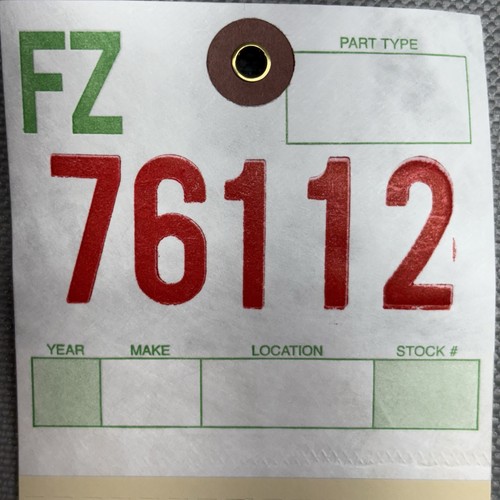 FZ
PART TYPE
76112
YEAR MAKE LOCATION STOCK #